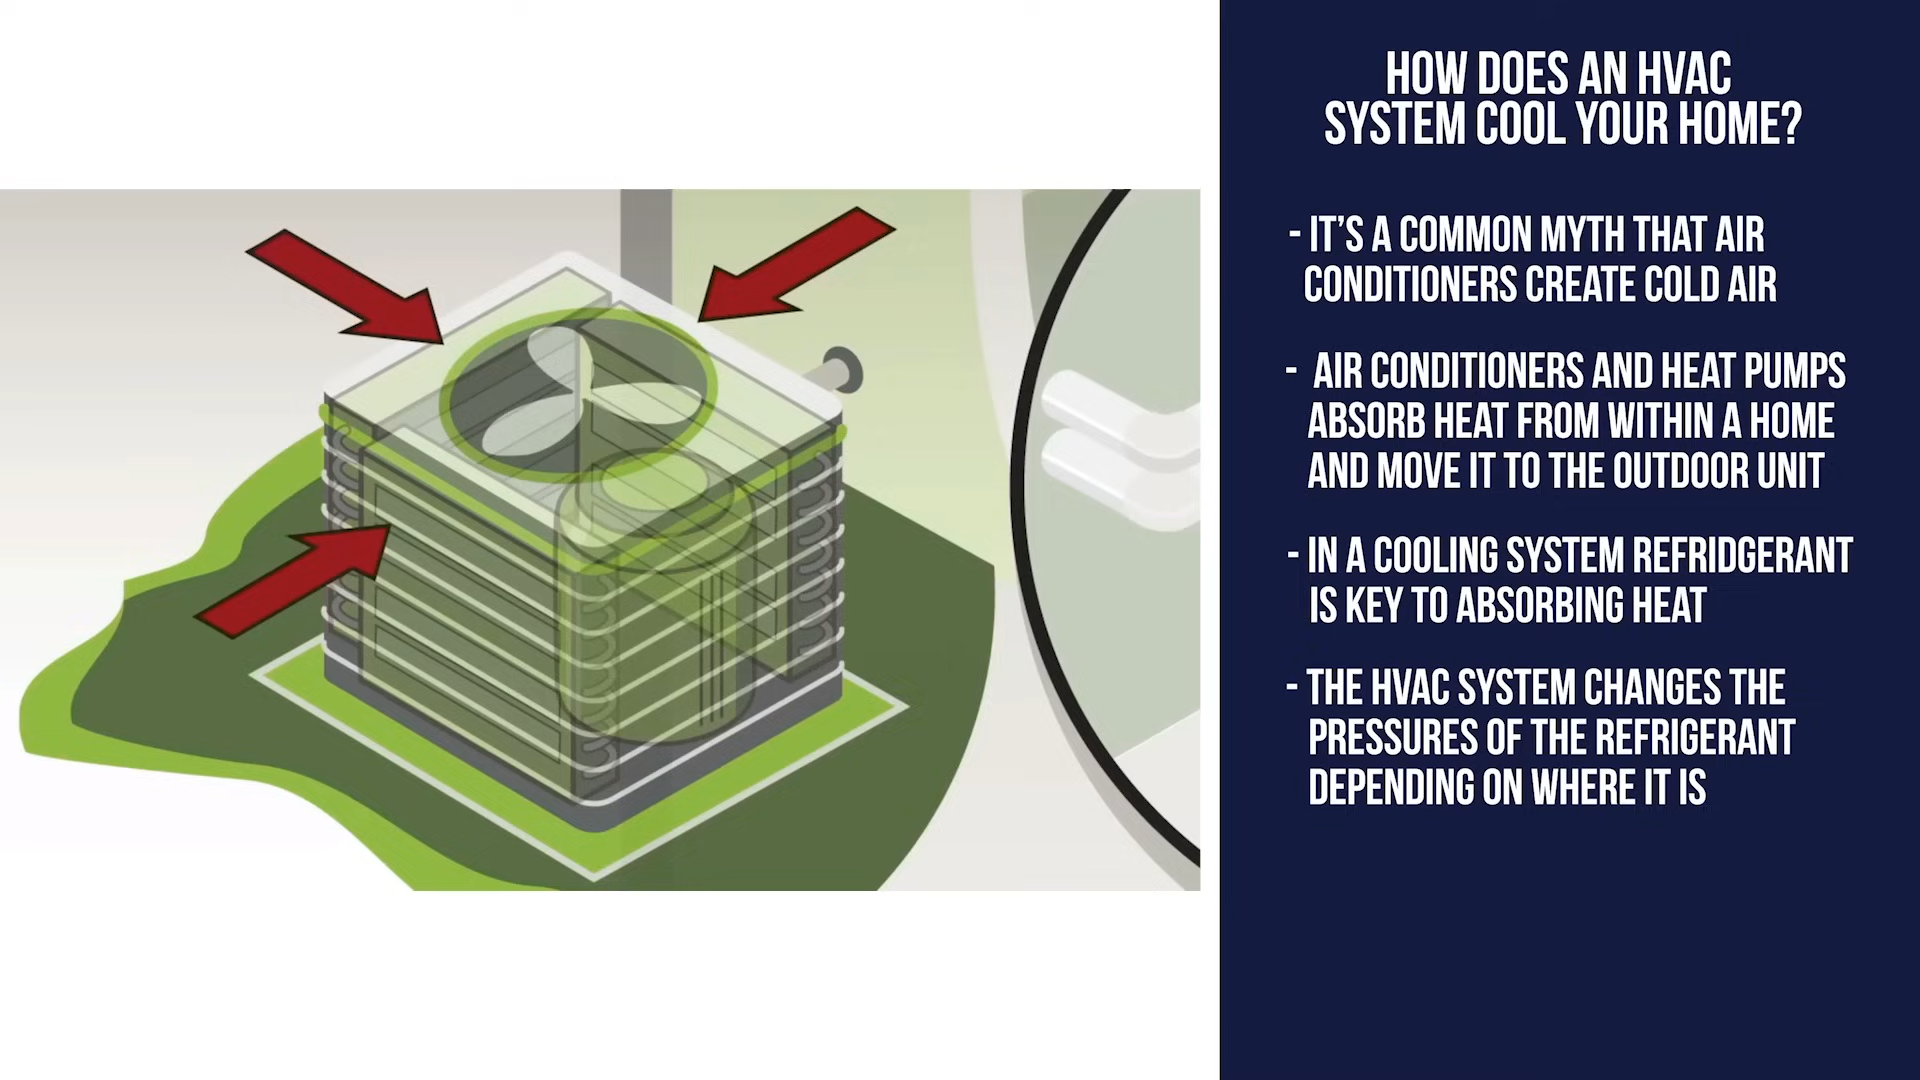 HOW DOES AN HVAC
SYSTEM COOL YOUR HOME?
- IT'S A COMMON MYTH THAT AIR
CONDITIONERS CREATE COLD AIR
- AIR CONDITIONERS AND HEAT PUMPS
ABSORB HEAT FROM WITHIN A HOME
AND MOVE IT TO THE OUTDOOR UNIT
- IN A COOLING SYSTEM REFRIDGERANT
IS KEY TO ABSORBING HEAT
- THE HVAC SYSTEM CHANGES THE
PRESSURES OF THE REFRIGERANT
DEPENDING ON WHERE IT IS